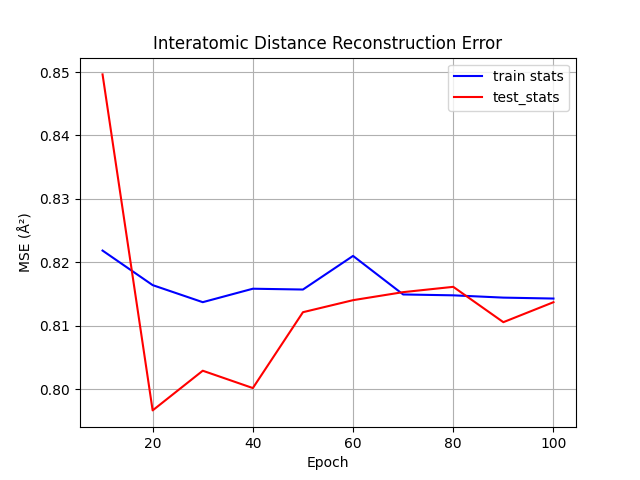 Interatomic Distance Reconstruction Error
train stats
test_stats
MSE (Å²)
0.85
0.84
0.83
0.82
0.81
0.80
20 40 60 80 100
Epoch